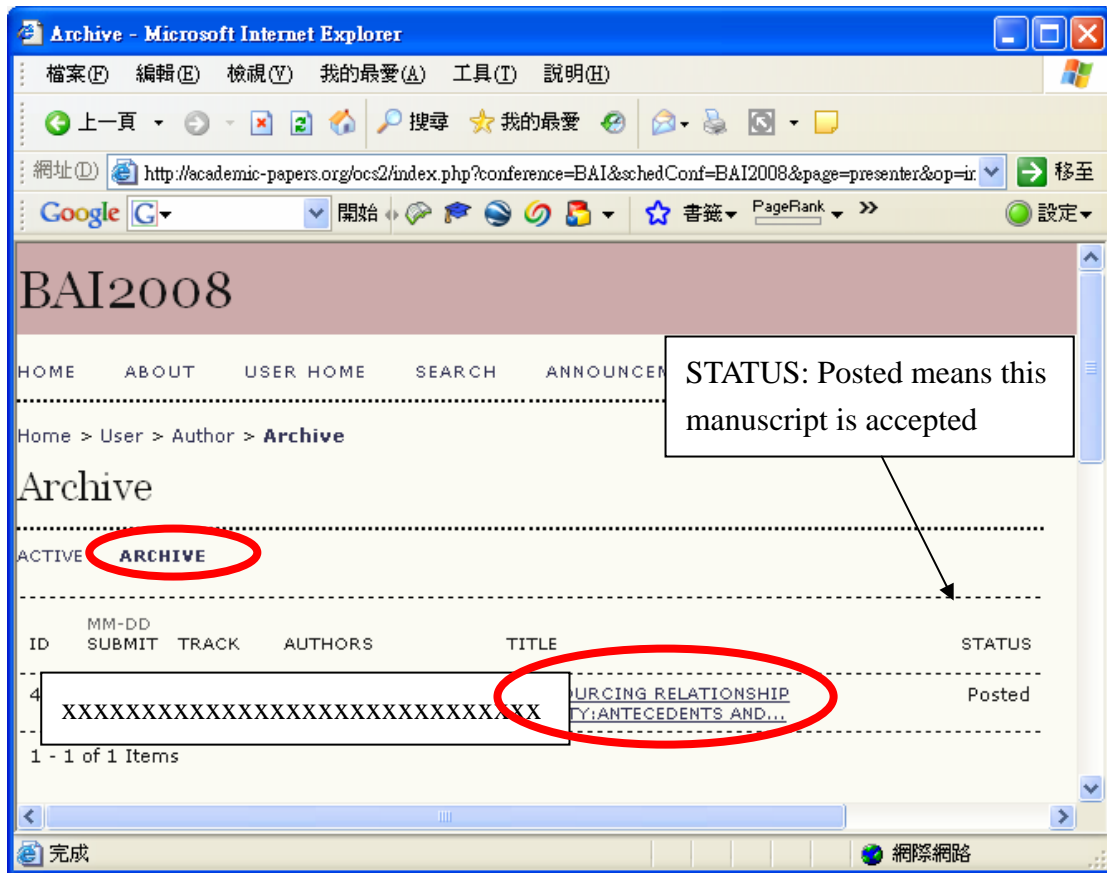 Archive - Microsoft Internet Explorer
檔案(F) 編輯(E) 檢視(V) 我的最愛(A) 工具(T) 說明(H)
上一頁 搜尋 我的最愛
網址(D) http://academic-papers.org/ocs2/index.php?conference=BAI&schedConf=BAI2008&page=presenter&op=in 移至
Google G 開始 書籤 PageRank » 設定
BAI2008
HOME ABOUT USER HOME SEARCH ANNOUNCEM
STATUS: Posted means this
manuscript is accepted
Home > User > Author > Archive
Archive
ACTIVE ARCHIVE
MM-DD
ID SUBMIT TRACK AUTHORS TITLE STATUS
4 XXXXXXXXXXXXXXXXXXXXXXXXXXXXXX OURCING RELATIONSHIP Posted
TY:ANTECEDENTS AND...
1 - 1 of 1 Items
完成 網際網路